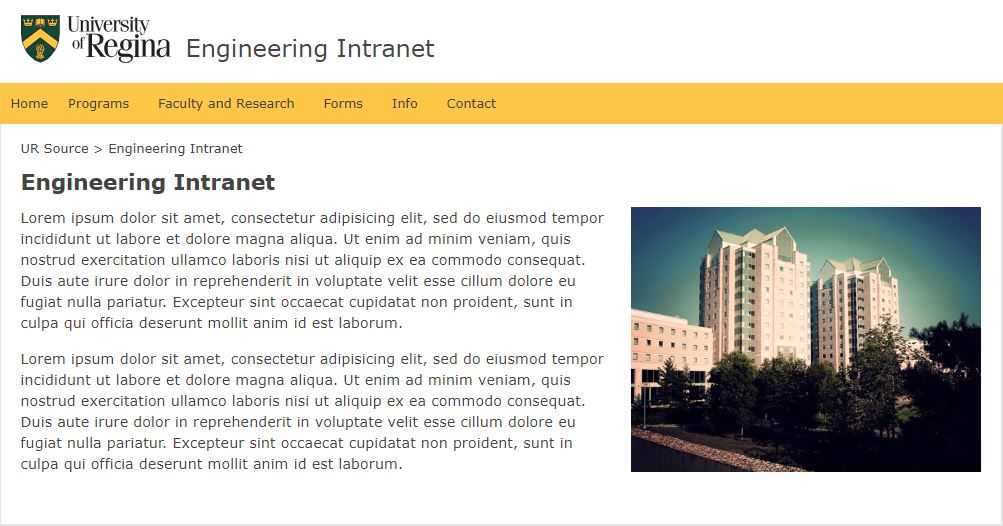 University
of Regina
Engineering Intranet
Home Programs Faculty and Research Forms Info Contact
UR Source > Engineering Intranet
Engineering Intranet
Lorem ipsum dolor sit amet, consectetur adipisicing elit, sed do eiusmod tempor
incididunt ut labore et dolore magna aliqua. Ut enim ad minim veniam, quis
nostrud exercitation ullamco laboris nisi ut aliquip ex ea commodo consequat.
Duis aute irure dolor in reprehenderit in voluptate velit esse cillum dolore eu
fugiat nulla pariatur. Excepteur sint occaecat cupidatat non proident, sunt in
culpa qui officia deserunt mollit anim id est laborum.
Lorem ipsum dolor sit amet, consectetur adipisicing elit, sed do eiusmod tempor
incididunt ut labore et dolore magna aliqua. Ut enim ad minim veniam, quis
nostrud exercitation ullamco laboris nisi ut aliquip ex ea commodo consequat.
Duis aute irure dolor in reprehenderit in voluptate velit esse cillum dolore eu
fugiat nulla pariatur. Excepteur sint occaecat cupidatat non proident, sunt in
culpa qui officia deserunt mollit anim id est laborum.